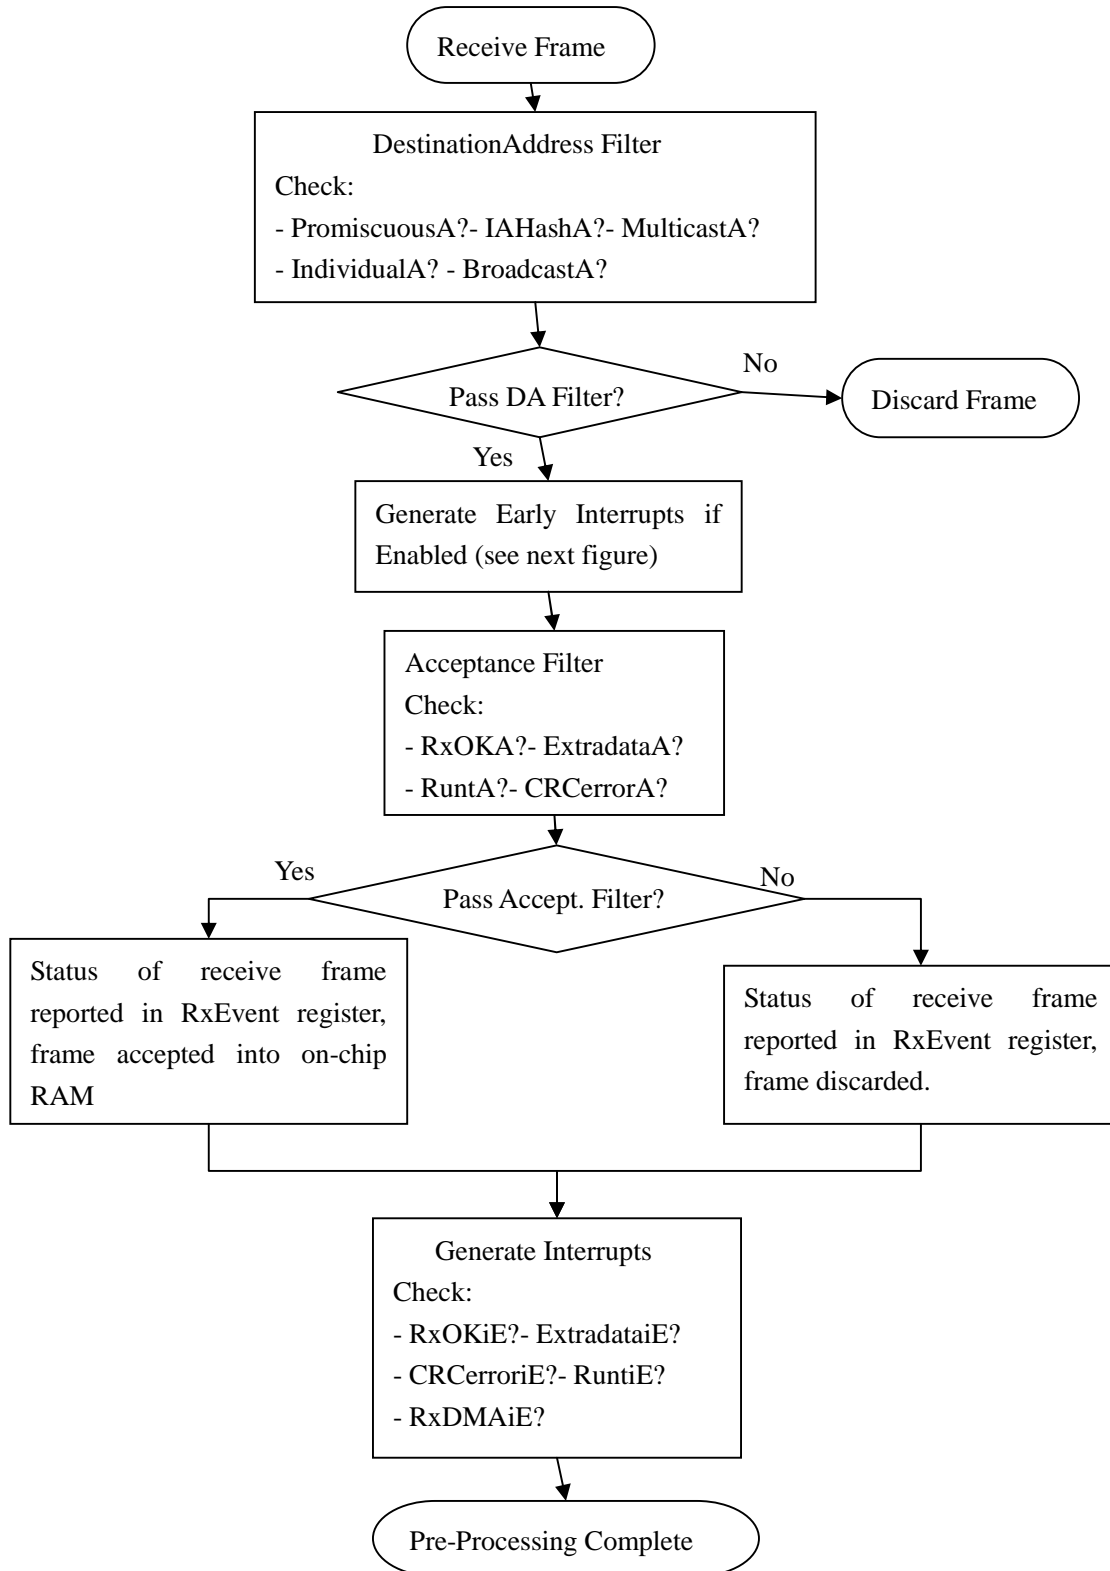 Receive Frame
DestinationAddress Filter
Check:
- PromiscuousA?- IAHashA?- MulticastA?
- IndividualA? - BroadcastA?
No
Pass DA Filter?
Discard Frame
Yes
Generate Early Interrupts if
Enabled (see next figure)
Acceptance Filter
Check:
- RxOKA?- ExtradataA?
- RuntA?- CRCerrorA?
Yes
No
Pass Accept. Filter?
Status of receive frame
reported in RxEvent register,
frame accepted into on-chip
RAM
Status of receive frame
reported in RxEvent register,
frame discarded.
Generate Interrupts
Check:
- RxOKiE?- ExtradataiE?
- CRCerroriE?- RuntiE?
- RxDMAiE?
Pre-Processing Complete